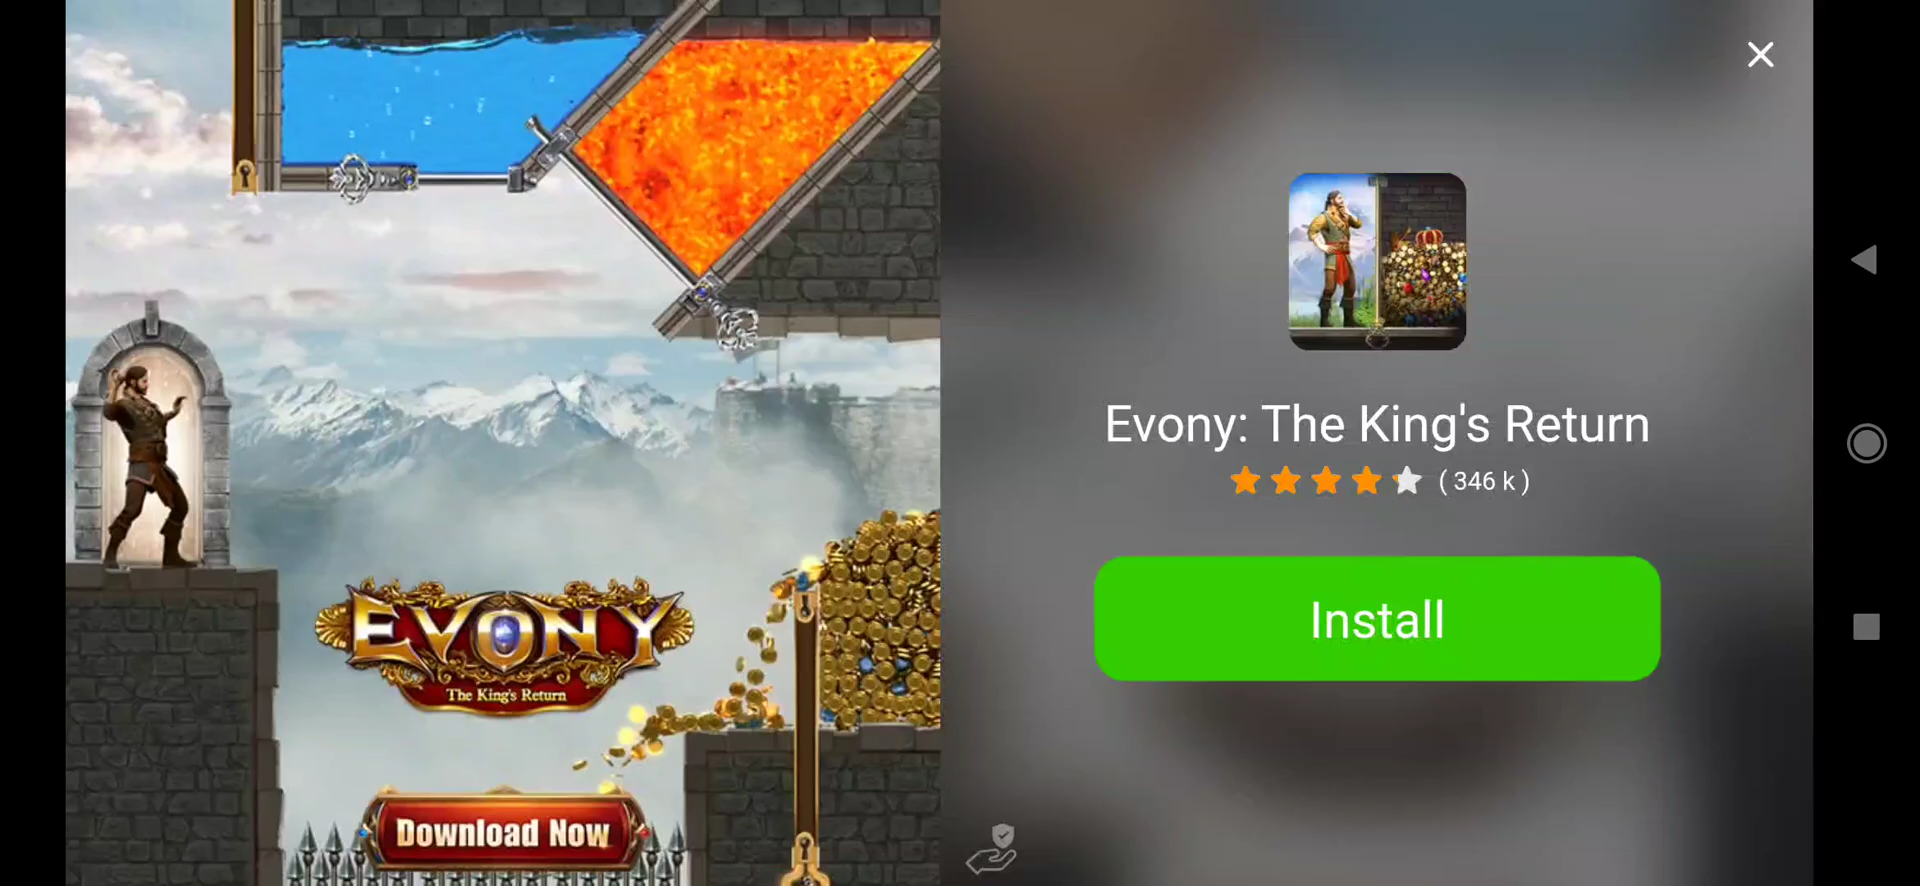 EVONY
The King's Return
Download Now
Evony: The King's Return
( 346 k )
Install